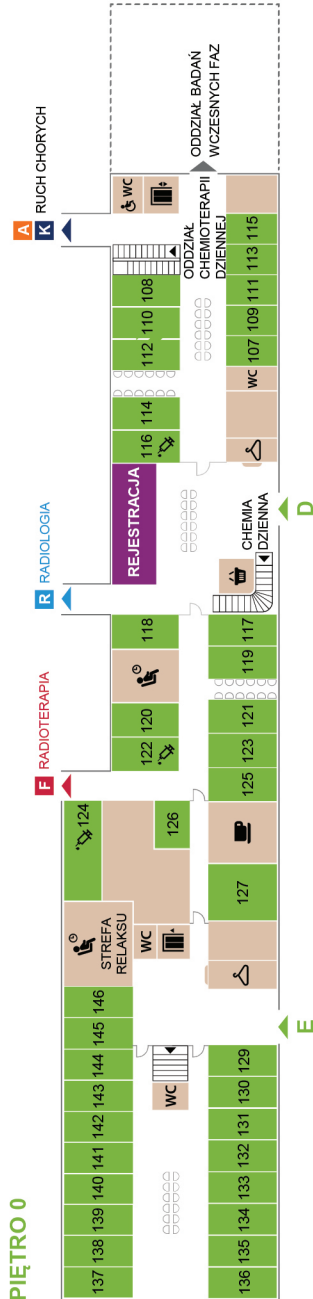 PIĘTRO 0
137
138
139
140
141
142
143
144
145
146
STREFA
RELAKSU
124
126
F RADIOTERAPIA
122
120
118
R RADIOLOGIA
REJESTRACJA
116
114
112
110
108
A
K
RUCH CHORYCH
WC
WC
WC
ODDZIAŁ
CHEMIOTERAPII
DZIENNEJ
ODDZIAŁ BADAŃ
WCZESNYCH FAZ
136
135
134
133
132
131
130
129
E
127
125
123
121
119
117
CHEMIA
DZIENNA
D
WC
107
109
111
113
115